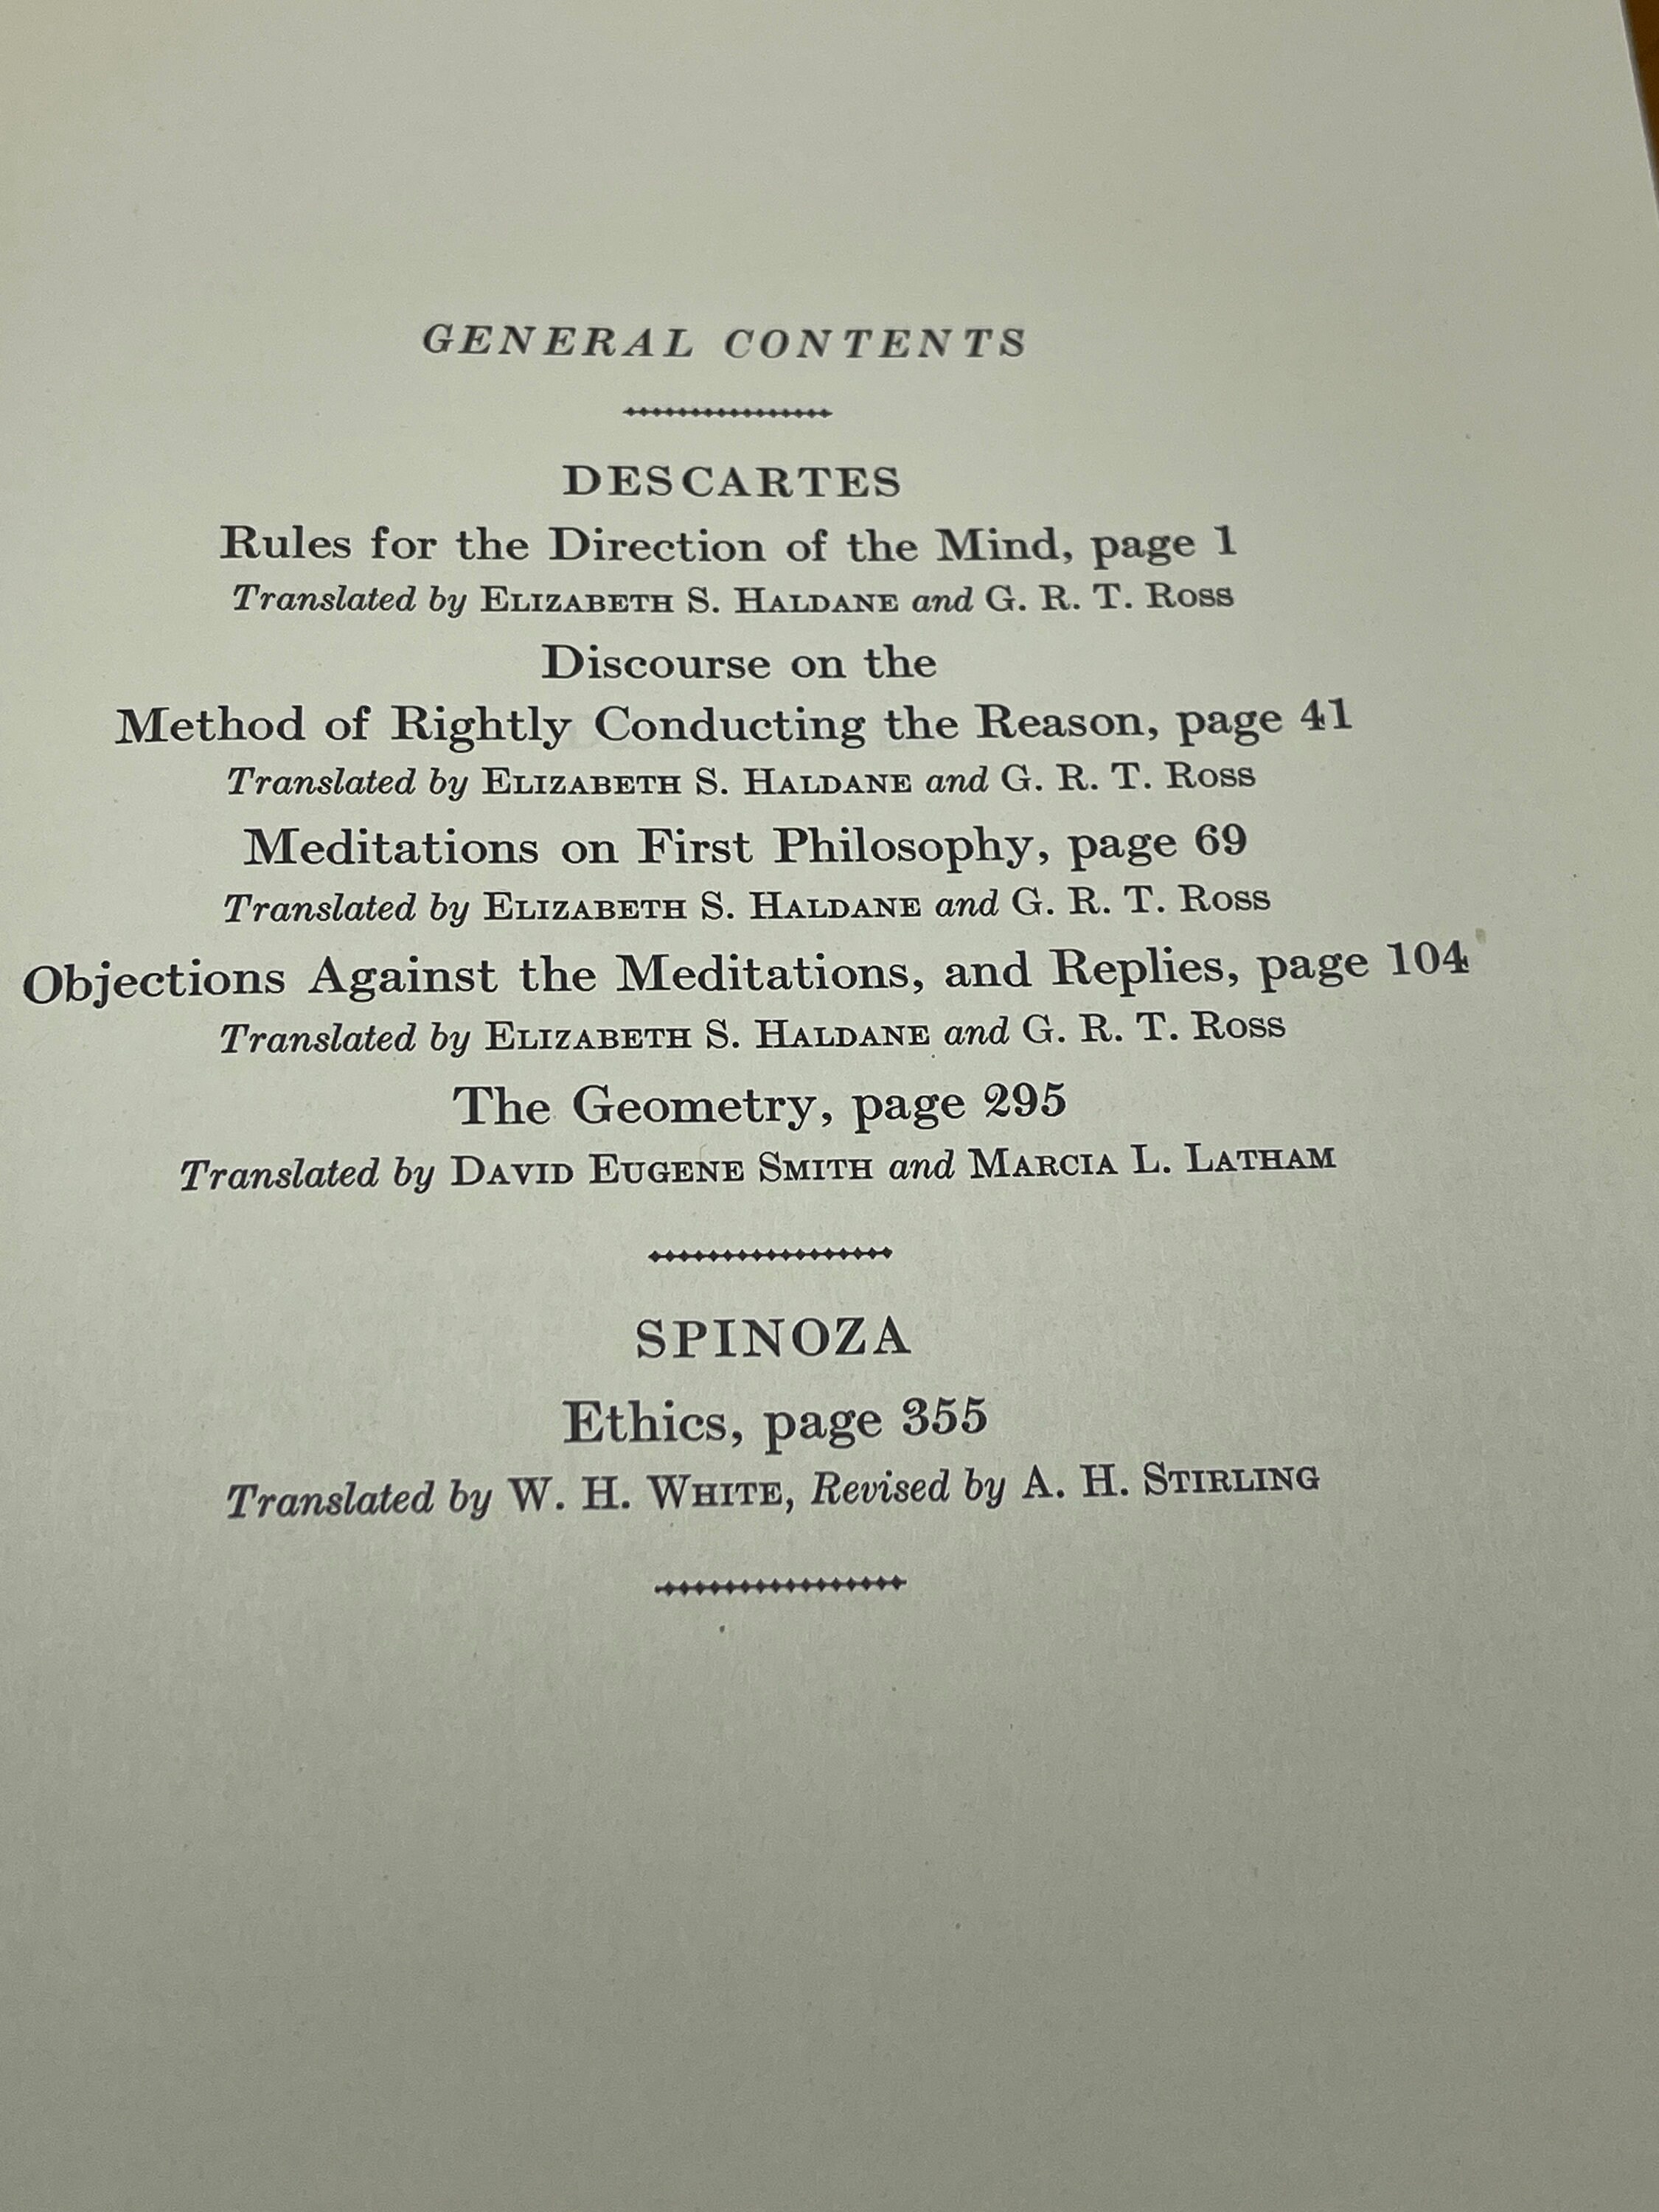 GENERAL CONTENTS
DESCARTES
Rules for the Direction of the Mind, page 1
Translated by ELIZABETH S. HALDANE and G. R. T. ROSS
Discourse on the
Method of Rightly Conducting the Reason, page 41
Translated by ELIZABETH S. HALDANE and G. R. T. ROSS
Meditations on First Philosophy, page 69
Translated by ELIZABETH S. HALDANE and G. R. T. ROSS
Objections Against the Meditations, and Replies, page 104
Translated by ELIZABETH S. HALDANE and G. R. T. ROSS
The Geometry, page 295
Translated by DAVID EUGENE SMITH and MARCIA L. LATHAM
SPINOZA
Ethics, page 355
Translated by W. H. WHITE, Revised by A. H. STIRLING